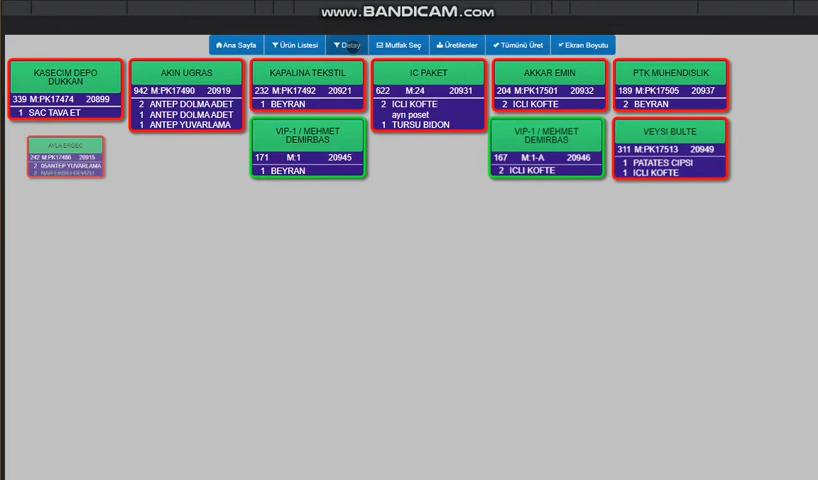 WWW.BANDICAM.COM
Ana Sayfa Ürün Listesi Detay Mutfak Seç Üretilenler Tümünü Üret Ekran Boyutu
KASECIM DEPO DUKKAN
339 M:PK17474 20899
1 SAC TAVA ET
AKIN UGRAS
942 M:PK17490 20919
2 ANTEP DOLMA ADET
1 ANTEP DOLMA ADET
1 ANTEP YUVARLAMA
KAPALINA TEKSTIL
232 M:PK17492 20921
1 BEYRAN
IC PAKET
622 M:24 20931
2 ICLI KOFTE
ayrı poset
1 TURSU BIDON
AKKAR EMIN
204 M:PK17501 20932
2 ICLI KOFTE
PTK MUHENDISLIK
189 M:PK17505 20937
2 BEYRAN
AYLA ERGEC
242 M:PK17486 20915
2 05ANTEP YUVARLAMA
VIP-1 / MEHMET
DEMIRBAS
171 M:1 20945
1 BEYRAN
VIP-1 / MEHMET
DEMIRBAS
167 M:1-A 20946
2 ICLI KOFTE
VEYSI BULTE
311 M:PK17513 20949
1 PATATES CIPSI
1 ICLI KOFTE